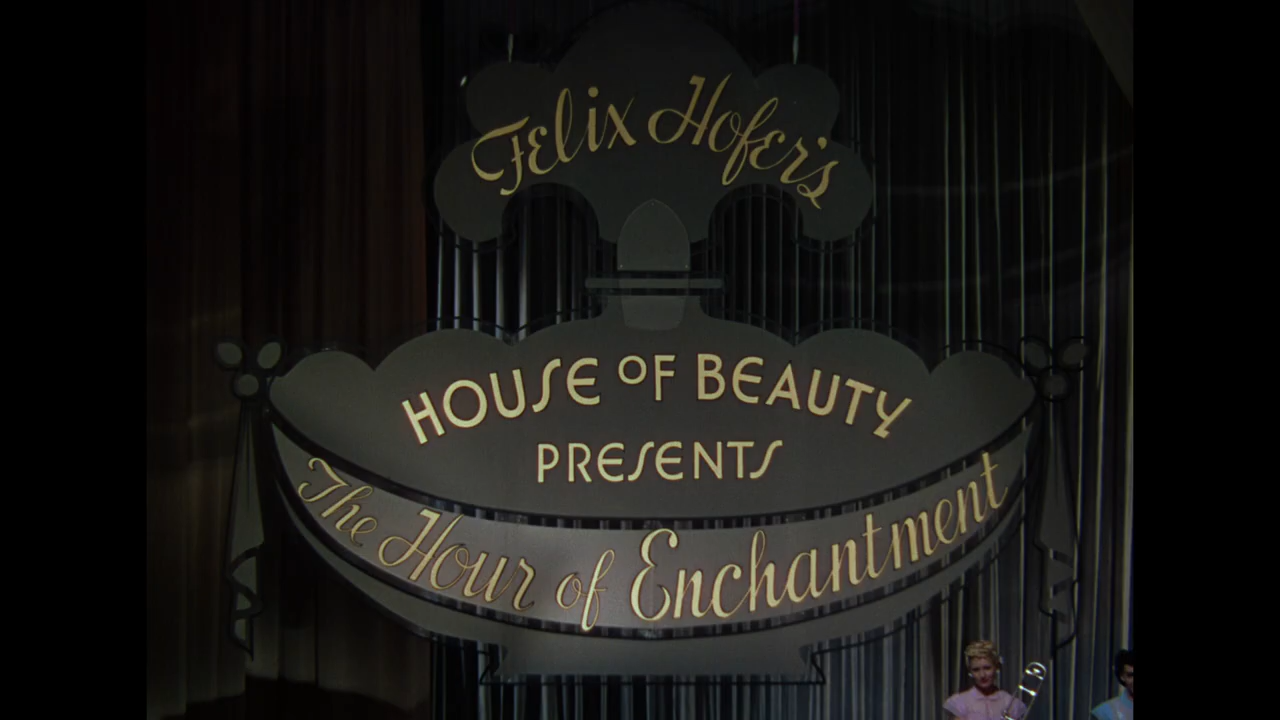 Felix Hofer's
HOUSE OF BEAUTY
PRESENTS
The Hour of Enchantment